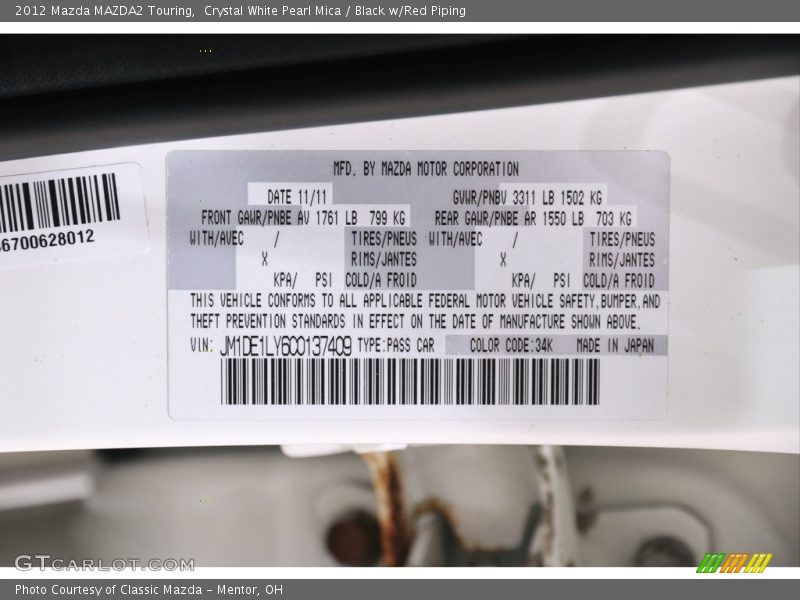 2012 Mazda MAZDA2 Touring,  Crystal White Pearl Mica / Black w/Red Piping
MFD. BY MAZDA MOTOR CORPORATION
DATE 11/11 GVWR/PNBV 3311 LB 1502 KG
FRONT GAWR/PNBE AV 1761 LB 799 KG REAR GAWR/PNBE AR 1550 LB 703 KG
WITH/AVEC / TIRES/PNEUS WITH/AVEC / TIRES/PNEUS
X RIMS/JANTES X RIMS/JANTES
KPA/ PSI COLD/A FROID KPA/ PSI COLD/A FROID
6700628012
THIS VEHICLE CONFORMS TO ALL APPLICABLE FEDERAL MOTOR VEHICLE SAFETY,BUMPER,AND
THEFT PREVENTION STANDARDS IN EFFECT ON THE DATE OF MANUFACTURE SHOWN ABOVE.
VIN: JM1DE1LY6C0137409 TYPE:PASS CAR COLOR CODE:34K MADE IN JAPAN
GTCARLOT.COM
Photo Courtesy of Classic Mazda - Mentor, OH